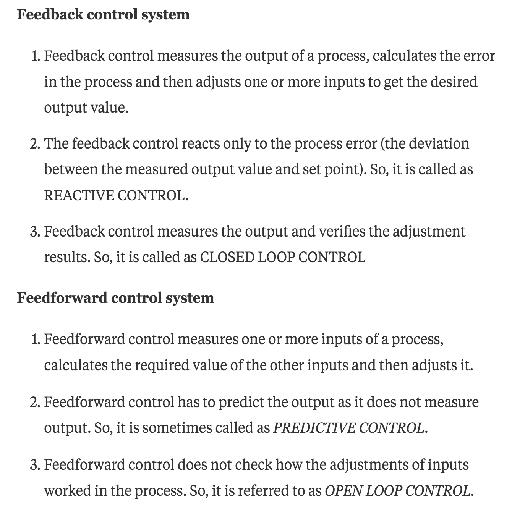 Feedback control system
1. Feedback control measures the output of a process, calculates the error
in the process and then adjusts one or more inputs to get the desired
output value.
2. The feedback control reacts only to the process error (the deviation
between the measured output value and set point). So, it is called as
REACTIVE CONTROL.
3. Feedback control measures the output and verifies the adjustment
results. So, it is called as CLOSED LOOP CONTROL
Feedforward control system
1. Feedforward control measures one or more inputs of a process,
calculates the required value of the other inputs and then adjusts it.
2. Feedforward control has to predict the output as it does not measure
output. So, it is sometimes called as PREDICTIVE CONTROL.
3. Feedforward control does not check how the adjustments of inputs
worked in the process. So, it is referred to as OPEN LOOP CONTROL.